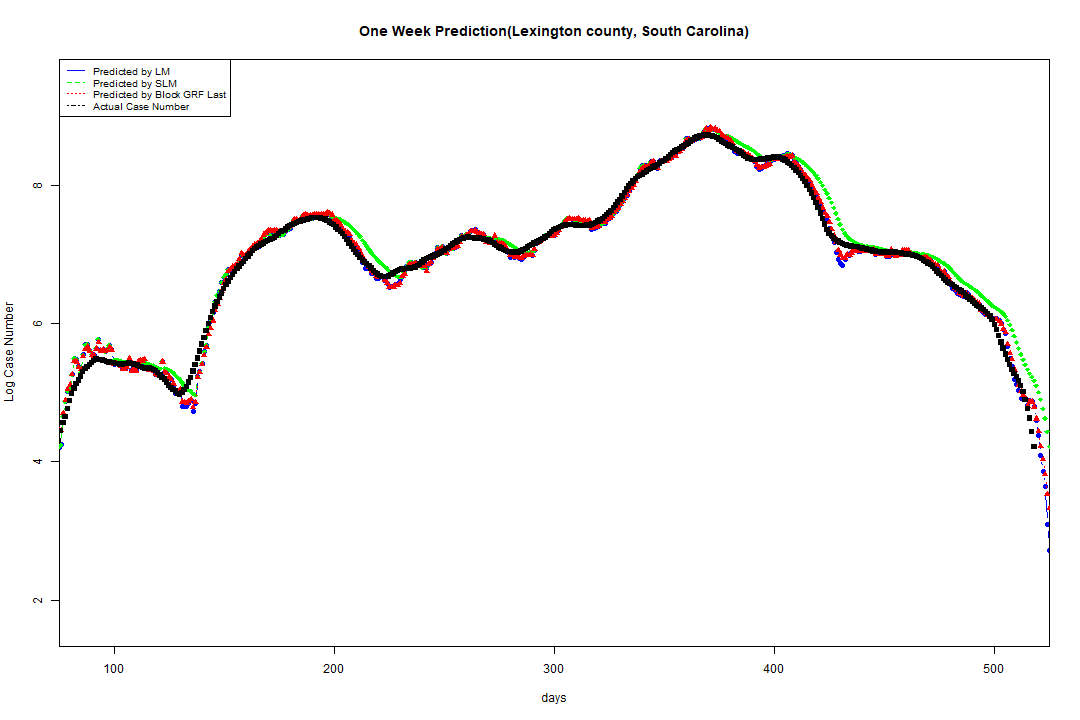 One Week Prediction(Lexington county, South Carolina)
Predicted by LM
Predicted by SLM
Predicted by Block GRF Last
Actual Case Number
Log Case Number
8
6
4
2
100 200 300 400 500
days